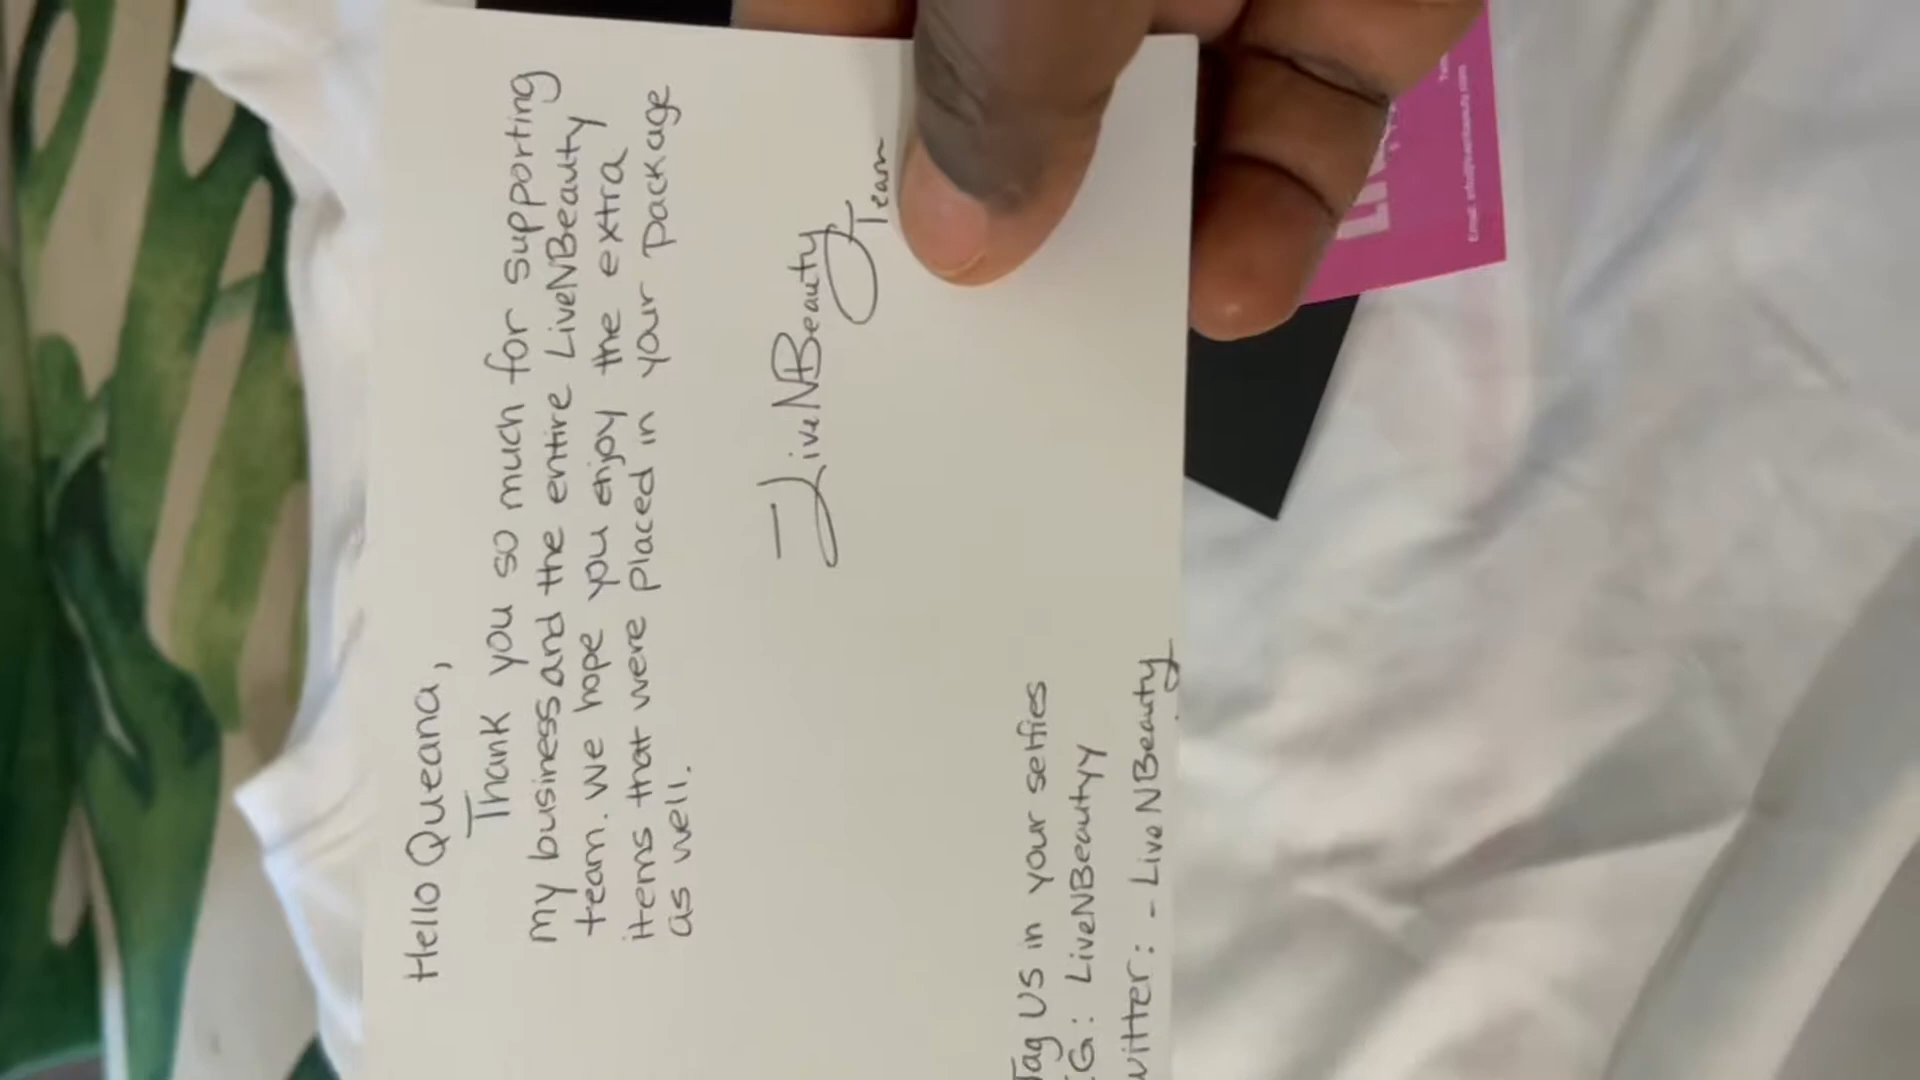 Hello Queana,
Thank you so much for supporting
my business and the entire LiveNBeauty
team. We hope you enjoy the extra
items that were placed in your package
as well.
LiveNBeauty
Team
Tag us in your selfies
IG: LiveNBeautyy
witter: - LiveNBeauty
Email: